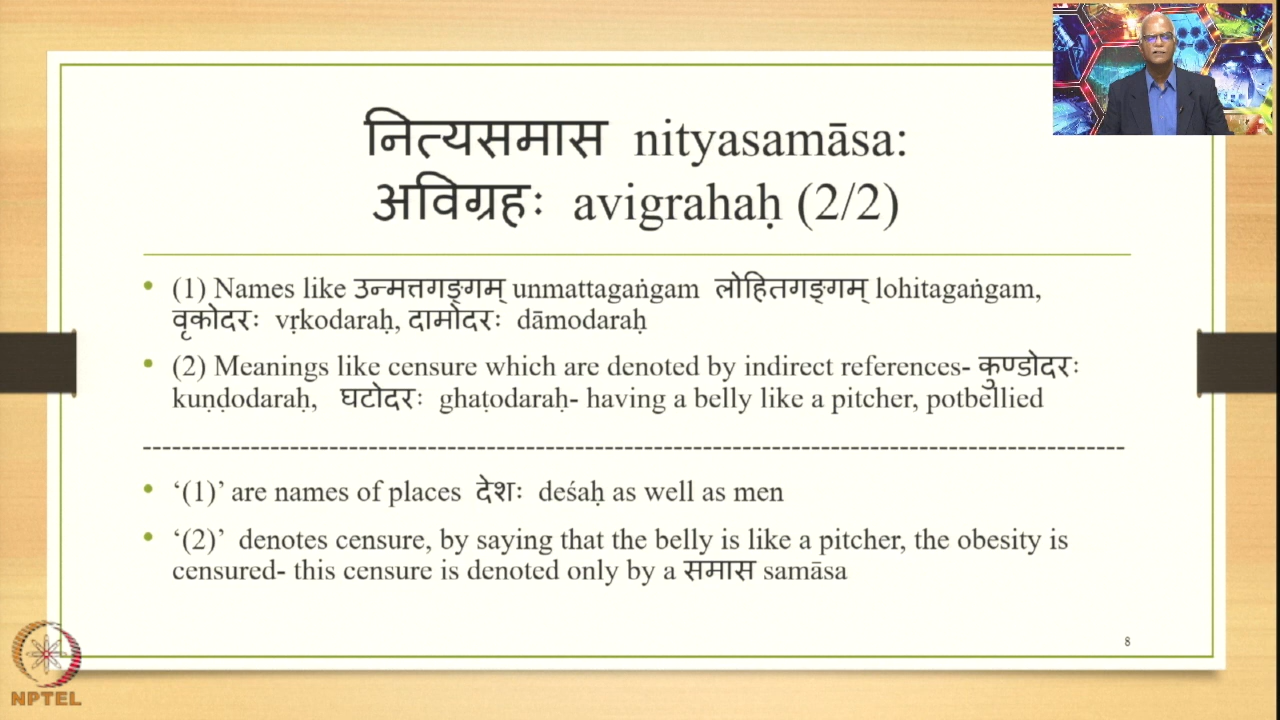 नित्यसमास nityasamāsa:
अविग्रहः avigrahaḥ (2/2)
• (1) Names like उन्मत्तगङ्गम् unmattagaṅgam लोहितगङ्गम् lohitagaṅgam,
वृकोदरः vṛkodaraḥ, दामोदरः dāmodaraḥ
• (2) Meanings like censure which are denoted by indirect references- कुण्डोदरः
kuṇḍodaraḥ, घटोदरः ghaṭodaraḥ- having a belly like a pitcher, potbellied
--------------------------------------------------------------------------------------------
• ‘(1)’ are names of places देशः deśaḥ as well as men
• ‘(2)’ denotes censure, by saying that the belly is like a pitcher, the obesity is
censured- this censure is denoted only by a समास samāsa
8
NPTEL